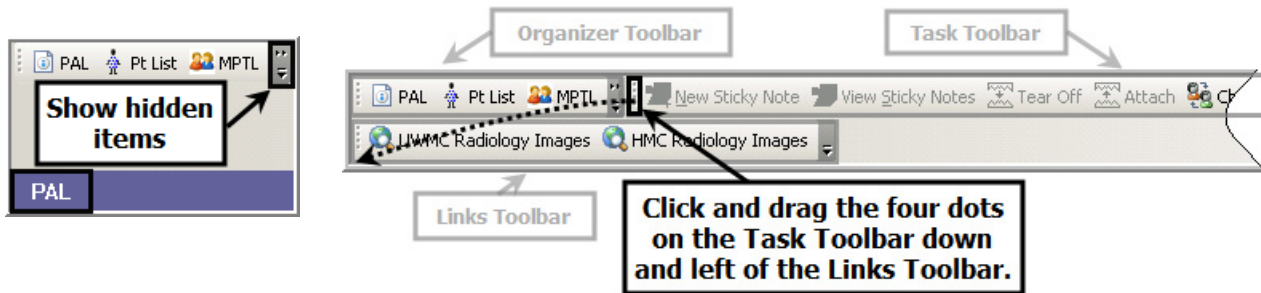 PAL Pt List MPTL
Show hidden
items
PAL
Organizer Toolbar
Task Toolbar
PAL Pt List MPTL New Sticky Note View Sticky Notes Tear Off Attach Ch
UWMC Radiology Images HMC Radiology Images
Links Toolbar
Click and drag the four dots
on the Task Toolbar down
and left of the Links Toolbar.